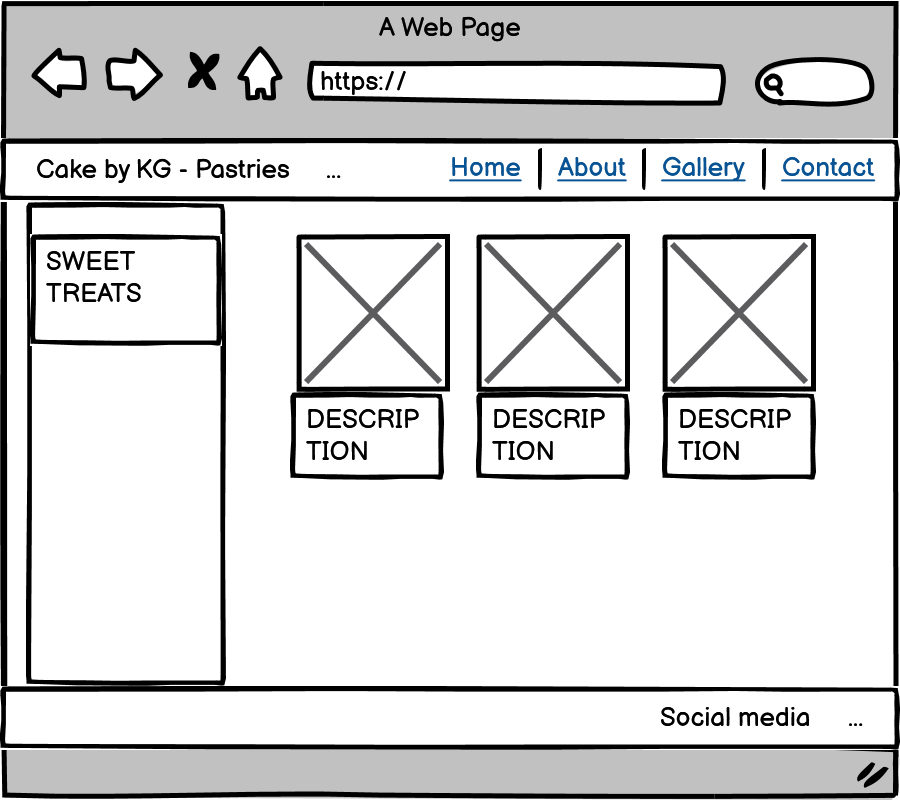 A Web Page
https://
Cake by KG - Pastries ... Home About Gallery Contact
SWEET
TREATS
DESCRIP
TION
DESCRIP
TION
DESCRIP
TION
Social media ...